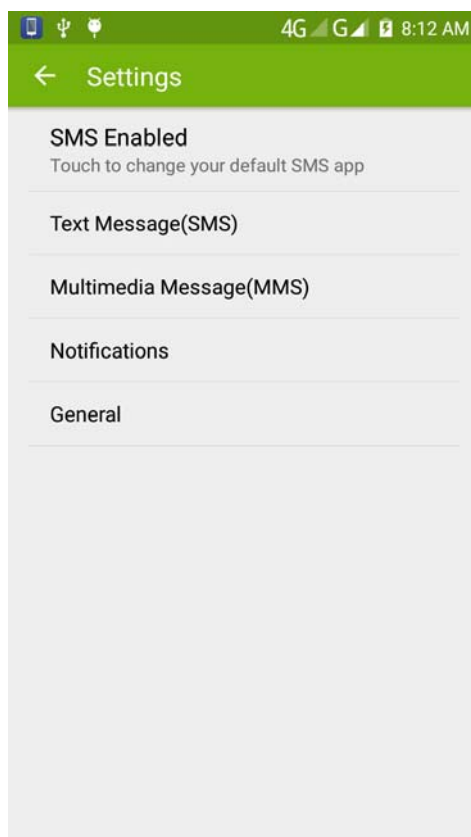 4G G 8:12 AM
Settings
SMS Enabled
Touch to change your default SMS app
Text Message(SMS)
Multimedia Message(MMS)
Notifications
General